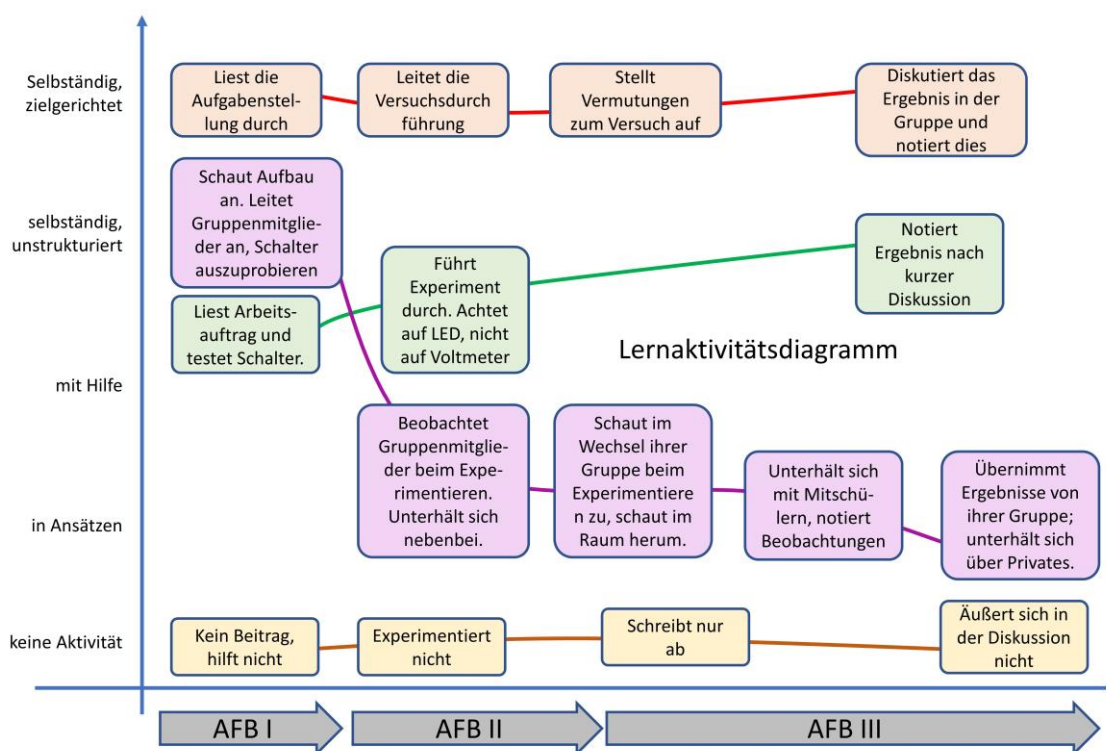 Selbständig,
zielgerichtet
Liest die
Aufgabenstel-
lung durch
Leitet die
Versuchsdurch
führung
Stellt
Vermutungen
zum Versuch auf
Diskutiert das
Ergebnis in der
Gruppe und
notiert dies
selbständig,
unstrukturiert
Schaut Aufbau
an. Leitet
Gruppenmitglie-
der an, Schalter
auszuprobieren
Liest Arbeits-
auftrag und
testet Schalter.
Führt
Experiment
durch. Achtet
auf LED, nicht
auf Voltmeter
Notiert
Ergebnis nach
kurzer
Diskussion
Lernaktivitätsdiagramm
mit Hilfe
in Ansätzen
Beobachtet
Gruppenmitglie-
der beim Expe-
rimentieren.
Unterhält sich
nebenbei.
Schaut im
Wechsel ihrer
Gruppe beim
Experimentiere
n zu, schaut im
Raum herum.
Unterhält sich
mit Mitschü-
lern, notiert
Beobachtungen
Übernimmt
Ergebnisse von
ihrer Gruppe;
unterhält sich
über Privates.
keine Aktivität
Kein Beitrag,
hilft nicht
Experimentiert
nicht
Schreibt nur
ab
Äußert sich in
der Diskussion
nicht
AFB I
AFB II
AFB III